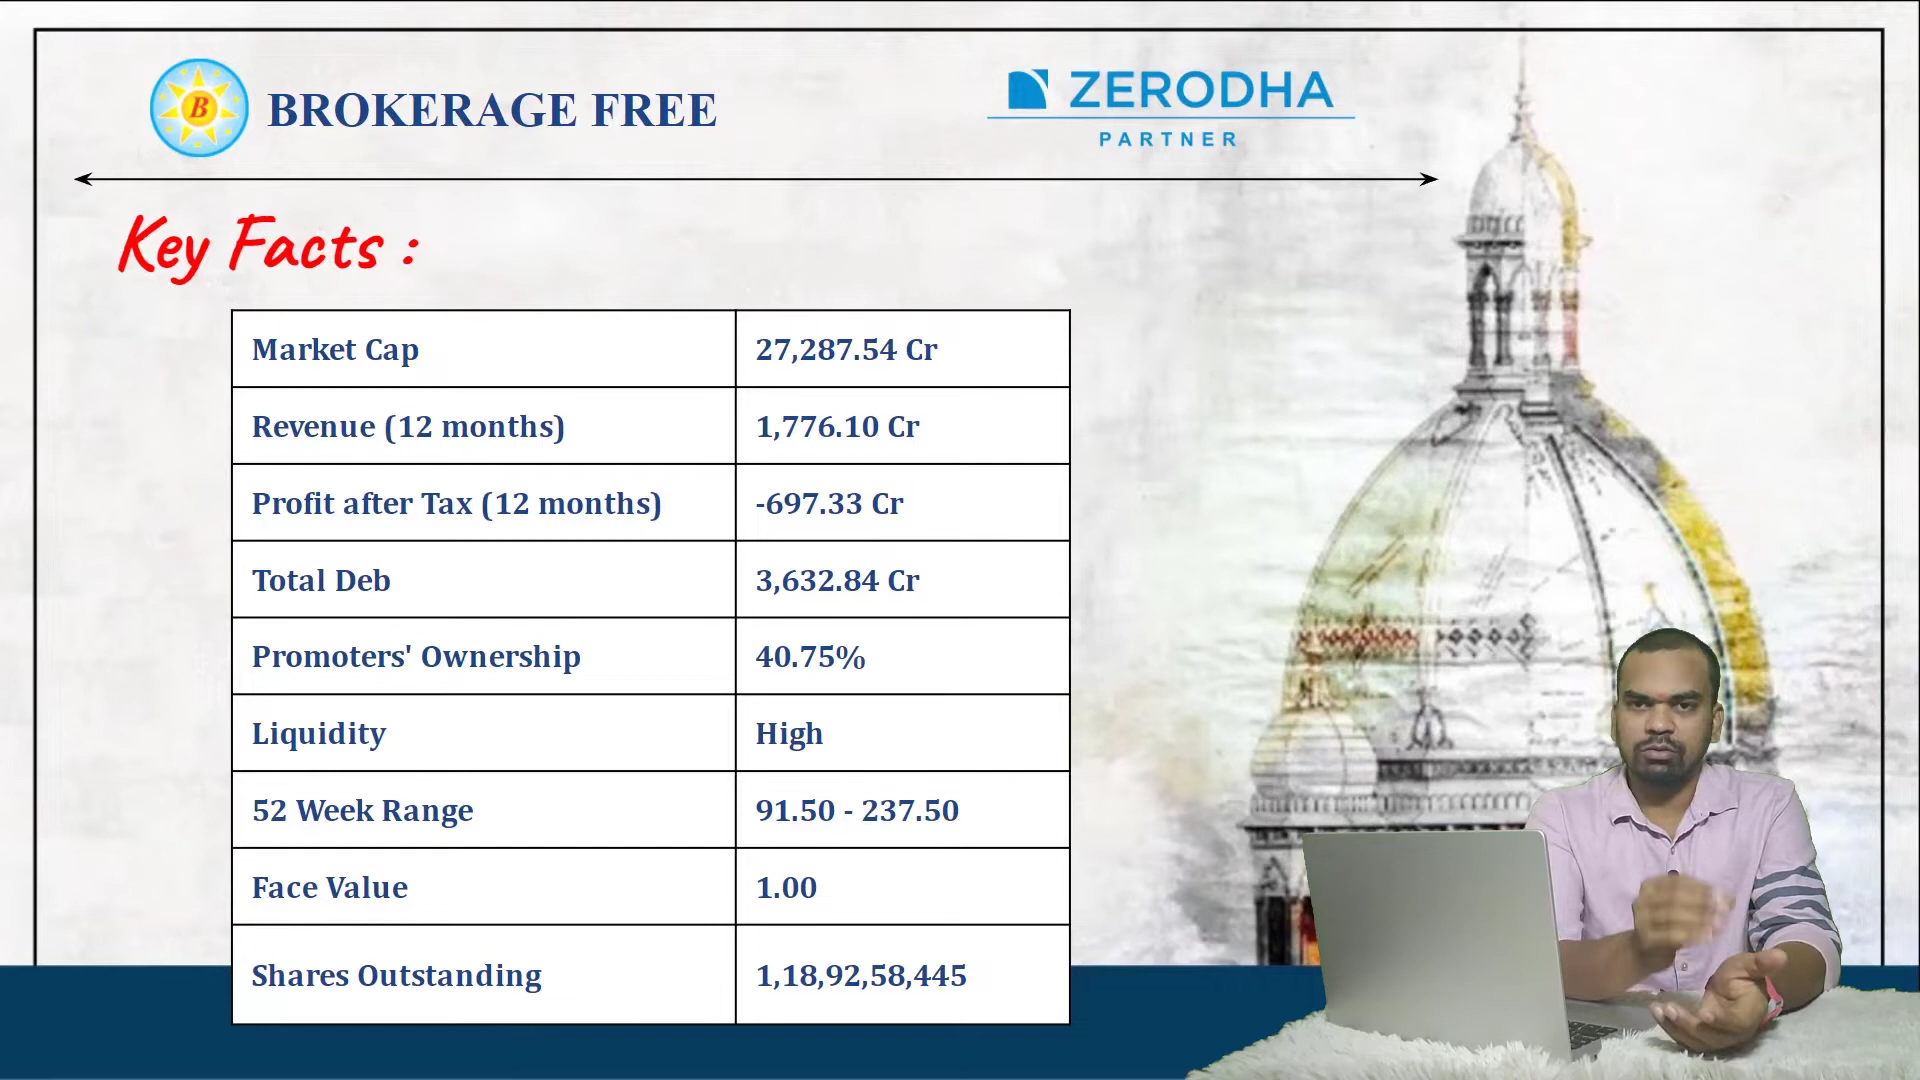 B BROKERAGE FREE
ZERODHA
PARTNER
Key Facts :
Market Cap 27,287.54 Cr
Revenue (12 months) 1,776.10 Cr
Profit after Tax (12 months) -697.33 Cr
Total Deb 3,632.84 Cr
Promoters' Ownership 40.75%
Liquidity High
52 Week Range 91.50 - 237.50
Face Value 1.00
Shares Outstanding 1,18,92,58,445